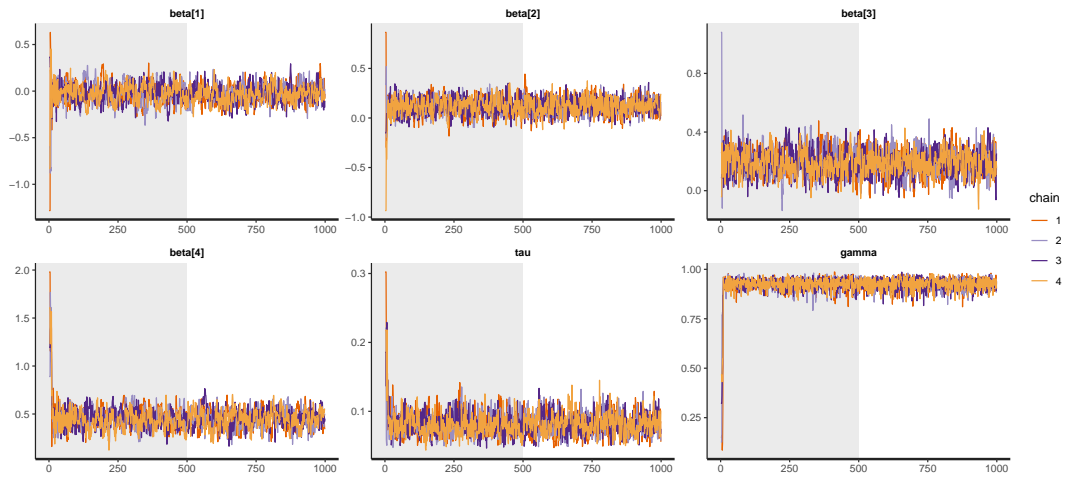 beta[1] beta[2] beta[3]
0.5 0.0 −0.5 −1.0
0 250 500 750 1000
0.5 0.0 −0.5 −1.0
0 250 500 750 1000
0.8 0.4 0.0
0 250 500 750 1000
beta[4] tau gamma
2.0 1.5 1.0 0.5
0 250 500 750 1000
0.3 0.2 0.1
0 250 500 750 1000
1.00 0.75 0.50 0.25
0 250 500 750 1000
chain
1
2
3
4